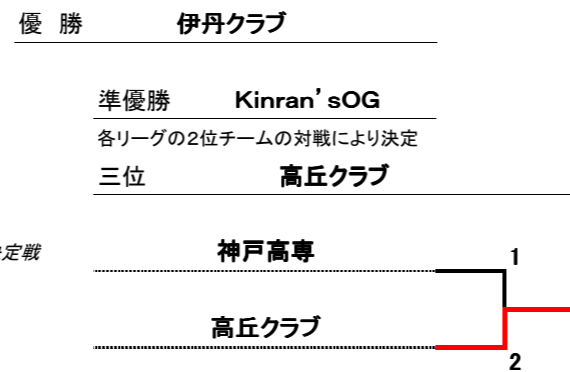 優 勝 伊丹クラブ
準優勝 Kinran'sOG
各リーグの2位チームの対戦により決定
三位 高丘クラブ
定戦 神戸高専 1
高丘クラブ
2